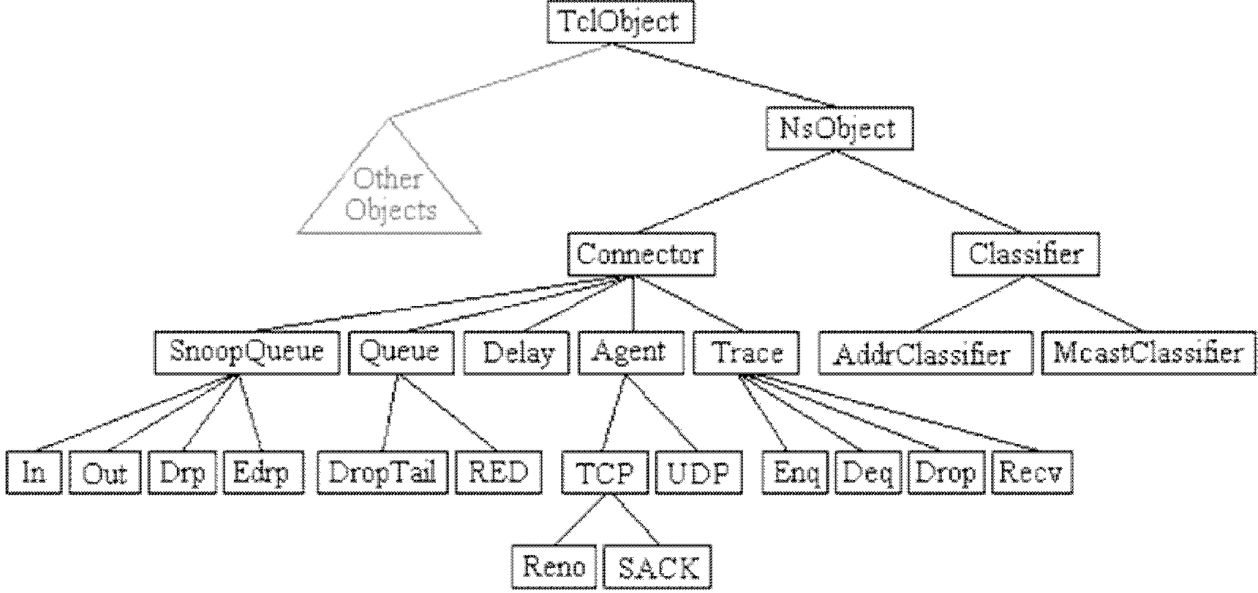 TclObject
NsObject
Other
Objects
Connector
Classifier
SnoopQueue
Queue
Delay
Agent
Trace
AddrClassifier
McastClassifier
In
Out
Drp
Edrp
DropTail
RED
TCP
UDP
Enq
Deq
Drop
Recv
Reno
SACK